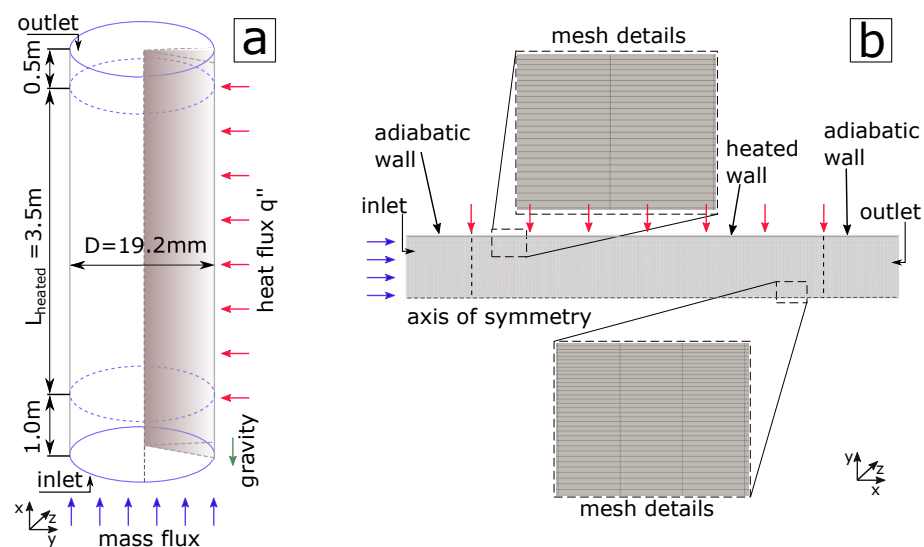 outlet
a
0.5m
L heated = 3.5m
D=19.2mm
heat flux q"
1.0m
inlet
gravity
x
z
y
mass flux
b
mesh details
adiabatic
wall
heated
wall
adiabatic
wall
inlet
outlet
axis of symmetry
mesh details
y
z
x